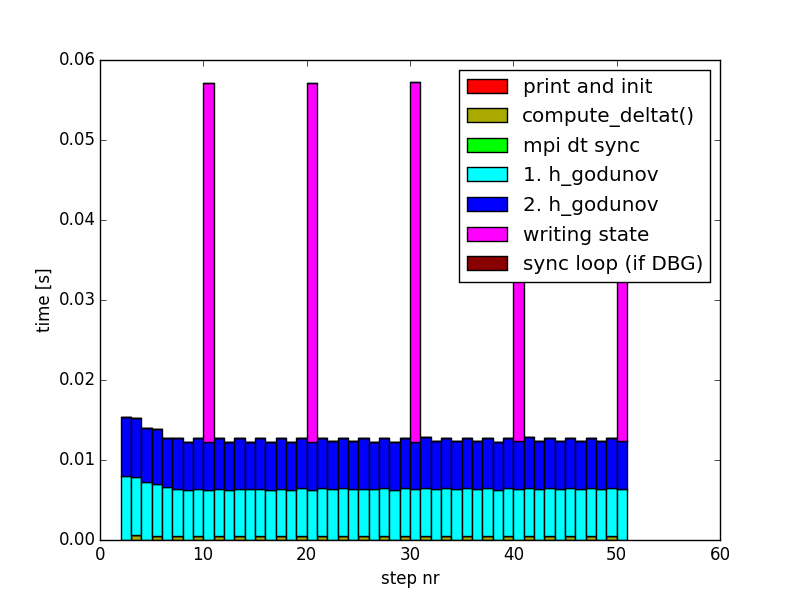 0.06
0.05
0.04
0.03
0.02
0.01
0.00
time [s]
print and init
compute_deltat()
mpi dt sync
1. h_godunov
2. h_godunov
writing state
sync loop (if DBG)
0 10 20 30 40 50 60
step nr